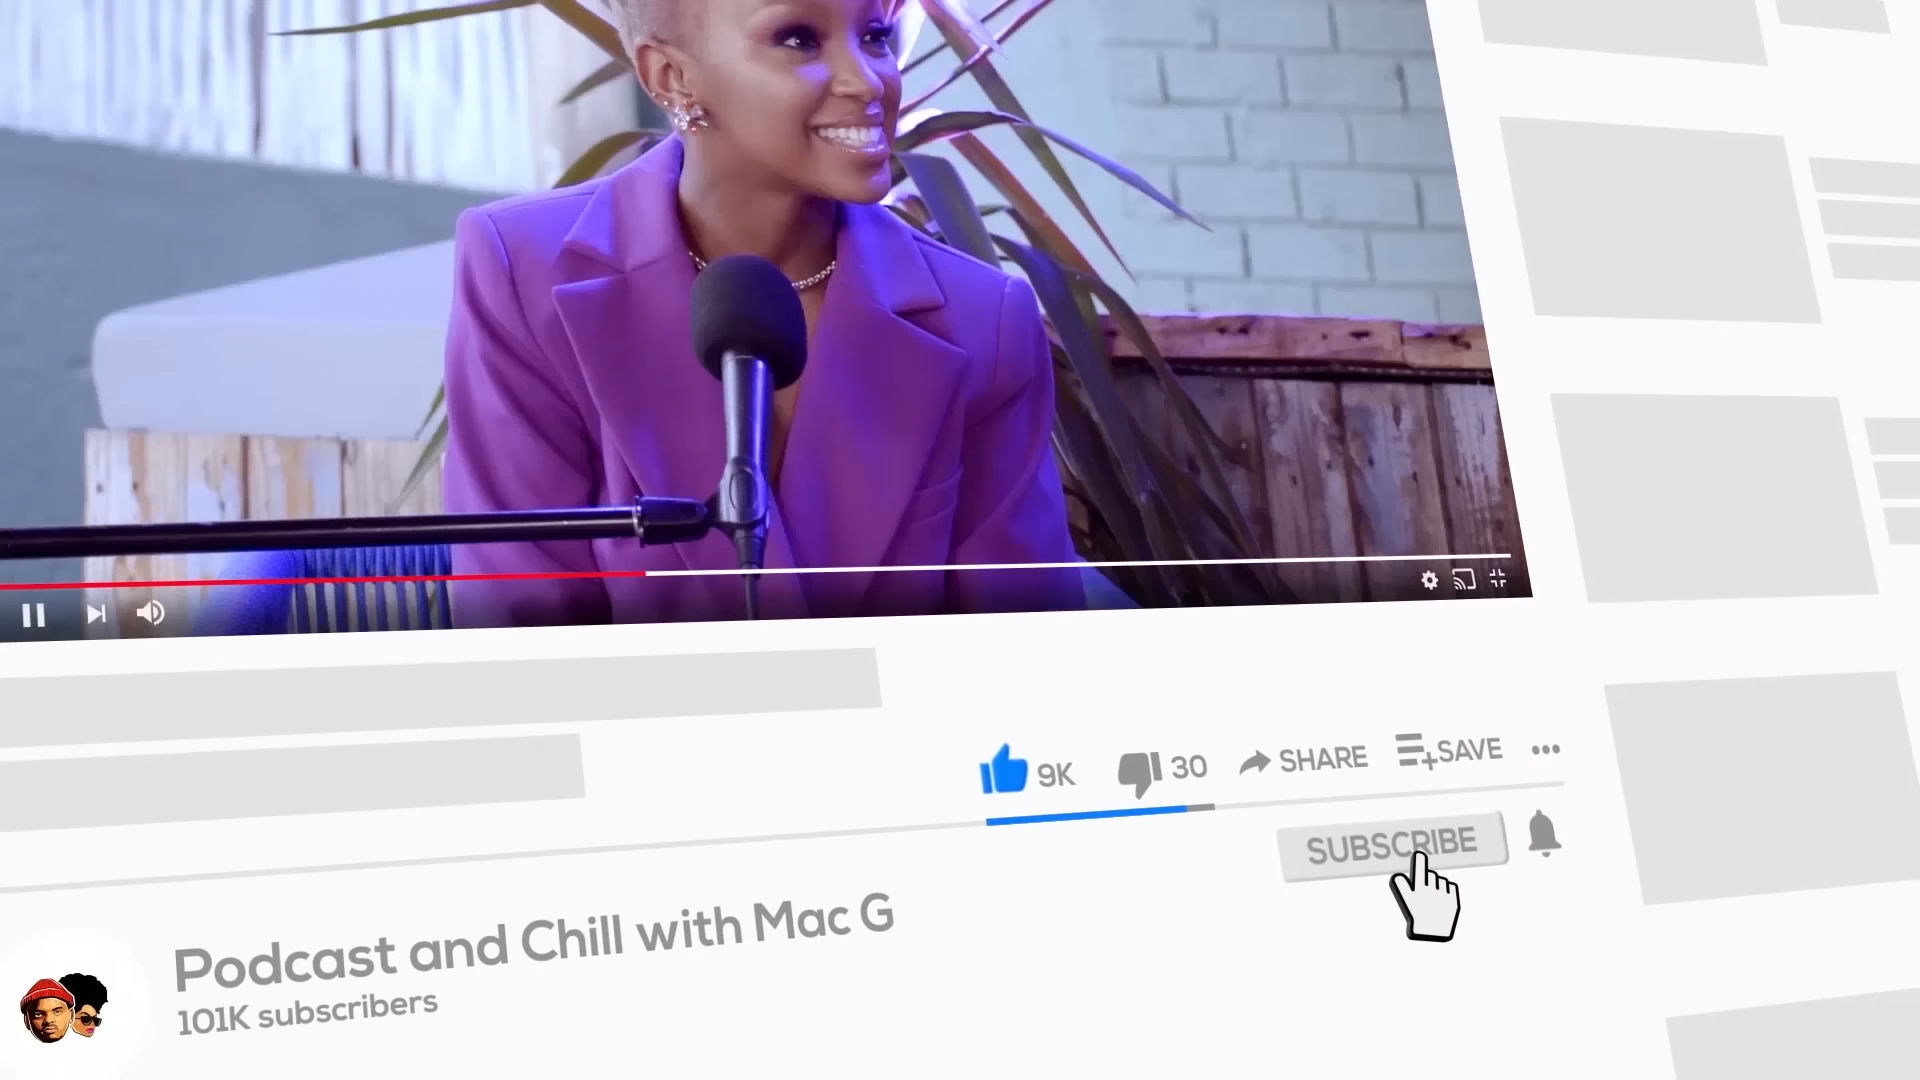 9K
30
SHARE
SAVE
SUBSCRIBE
Podcast and Chill with Mac G
101K subscribers